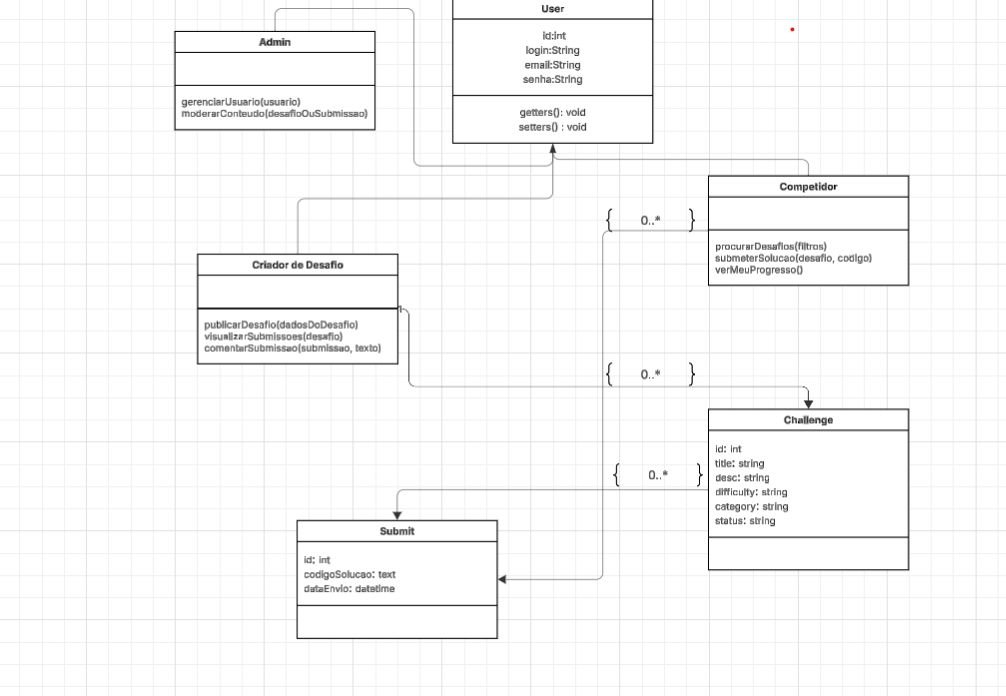 User
id:int
login:String
email:String
senha:String
getters(): void
setters() : void
Admin
gerenciarUsuario(usuario)
moderarConteudo(desafioOuSubmissao)
Competidor
procurarDesafios(filtros)
submeterSolucao(desafio, codigo)
verMeuProgresso()
{ 0..* }
Criador de Desafio
publicarDesafio(dadosDoDesafio)
visualizarSubmissoes(desafio)
comentarSubmissao(submissao, texto)
{ 0..* }
Challenge
id: int
title: string
desc: string
difficulty: string
category: string
status: string
{ 0..* }
Submit
id: int
codigoSolucao: text
dataEnvio: datetime